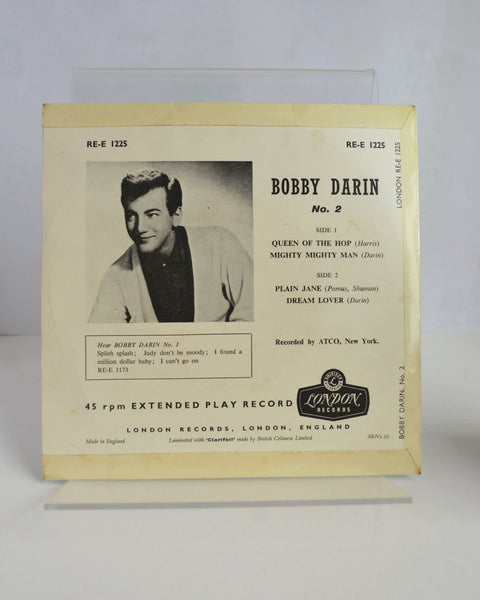 RE-E 1225
RE-E 1225
LONDON RE-E 1225
BOBBY DARIN
No. 2
SIDE 1
QUEEN OF THE HOP (Harris)
MIGHTY MIGHTY MAN (Darin)
SIDE 2
PLAIN JANE (Pomus, Shuman)
DREAM LOVER (Darin)
Recorded by ATCO, New York.
Hear BOBBY DARIN No. 1
Splish splash; Judy don't be moody; I found a
million dollar baby; I can't go on
RE-E 1173
45 rpm EXTENDED PLAY RECORD
LONDON
RECORDS
BOBBY DARIN, No. 2
LONDON RECORDS, LONDON, ENGLAND
Made in England
Laminated with 'Clarifoil' made by British Celanese Limited